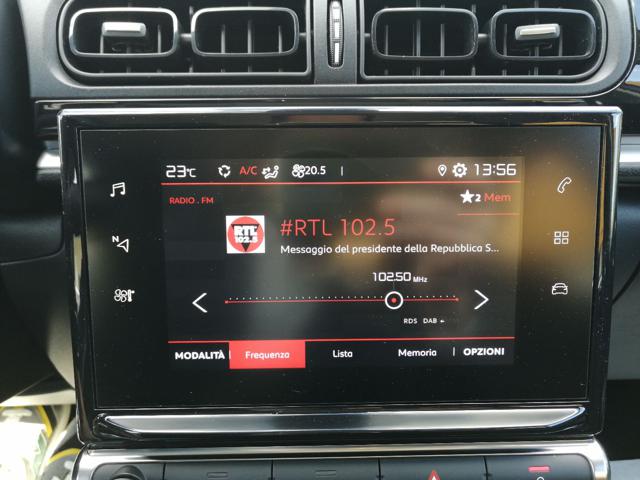 23°C A/C 20.5 13:56
RADIO . FM 2 Mem
RTL 102.5
#RTL 102.5
Messaggio del presidente della Repubblica S...
102.50 MHz
RDS DAB
MODALITÀ Frequenza Lista Memoria OPZIONI
N